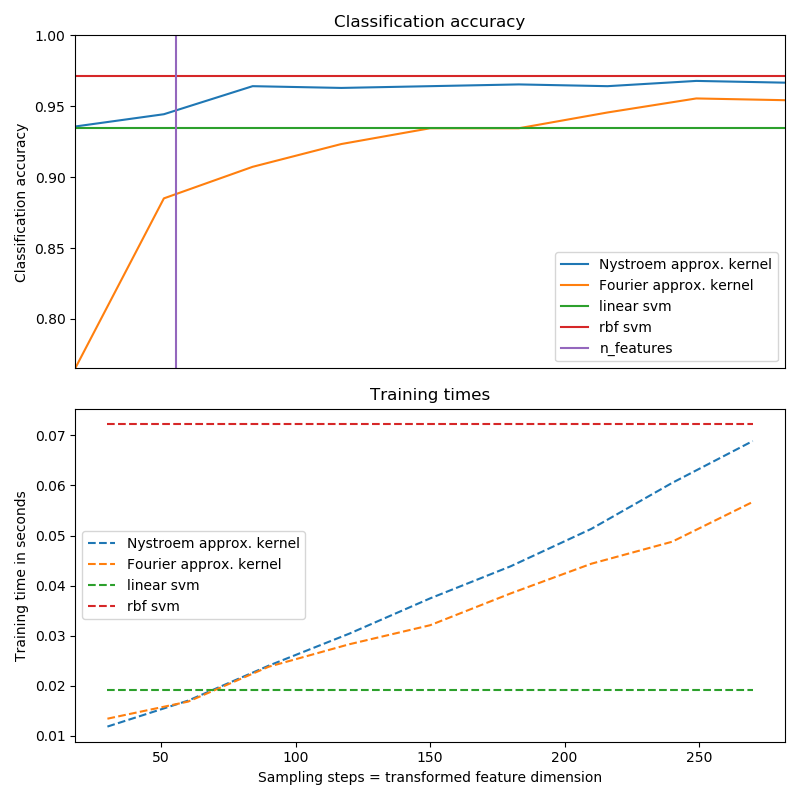 Classification accuracy
1.00
0.95
0.90
0.85
0.80
Classification accuracy
Nystroem approx. kernel
Fourier approx. kernel
linear svm
rbf svm
n_features
Training times
0.07
0.06
0.05
0.04
0.03
0.02
0.01
Training time in seconds
Nystroem approx. kernel
Fourier approx. kernel
linear svm
rbf svm
50 100 150 200 250
Sampling steps = transformed feature dimension